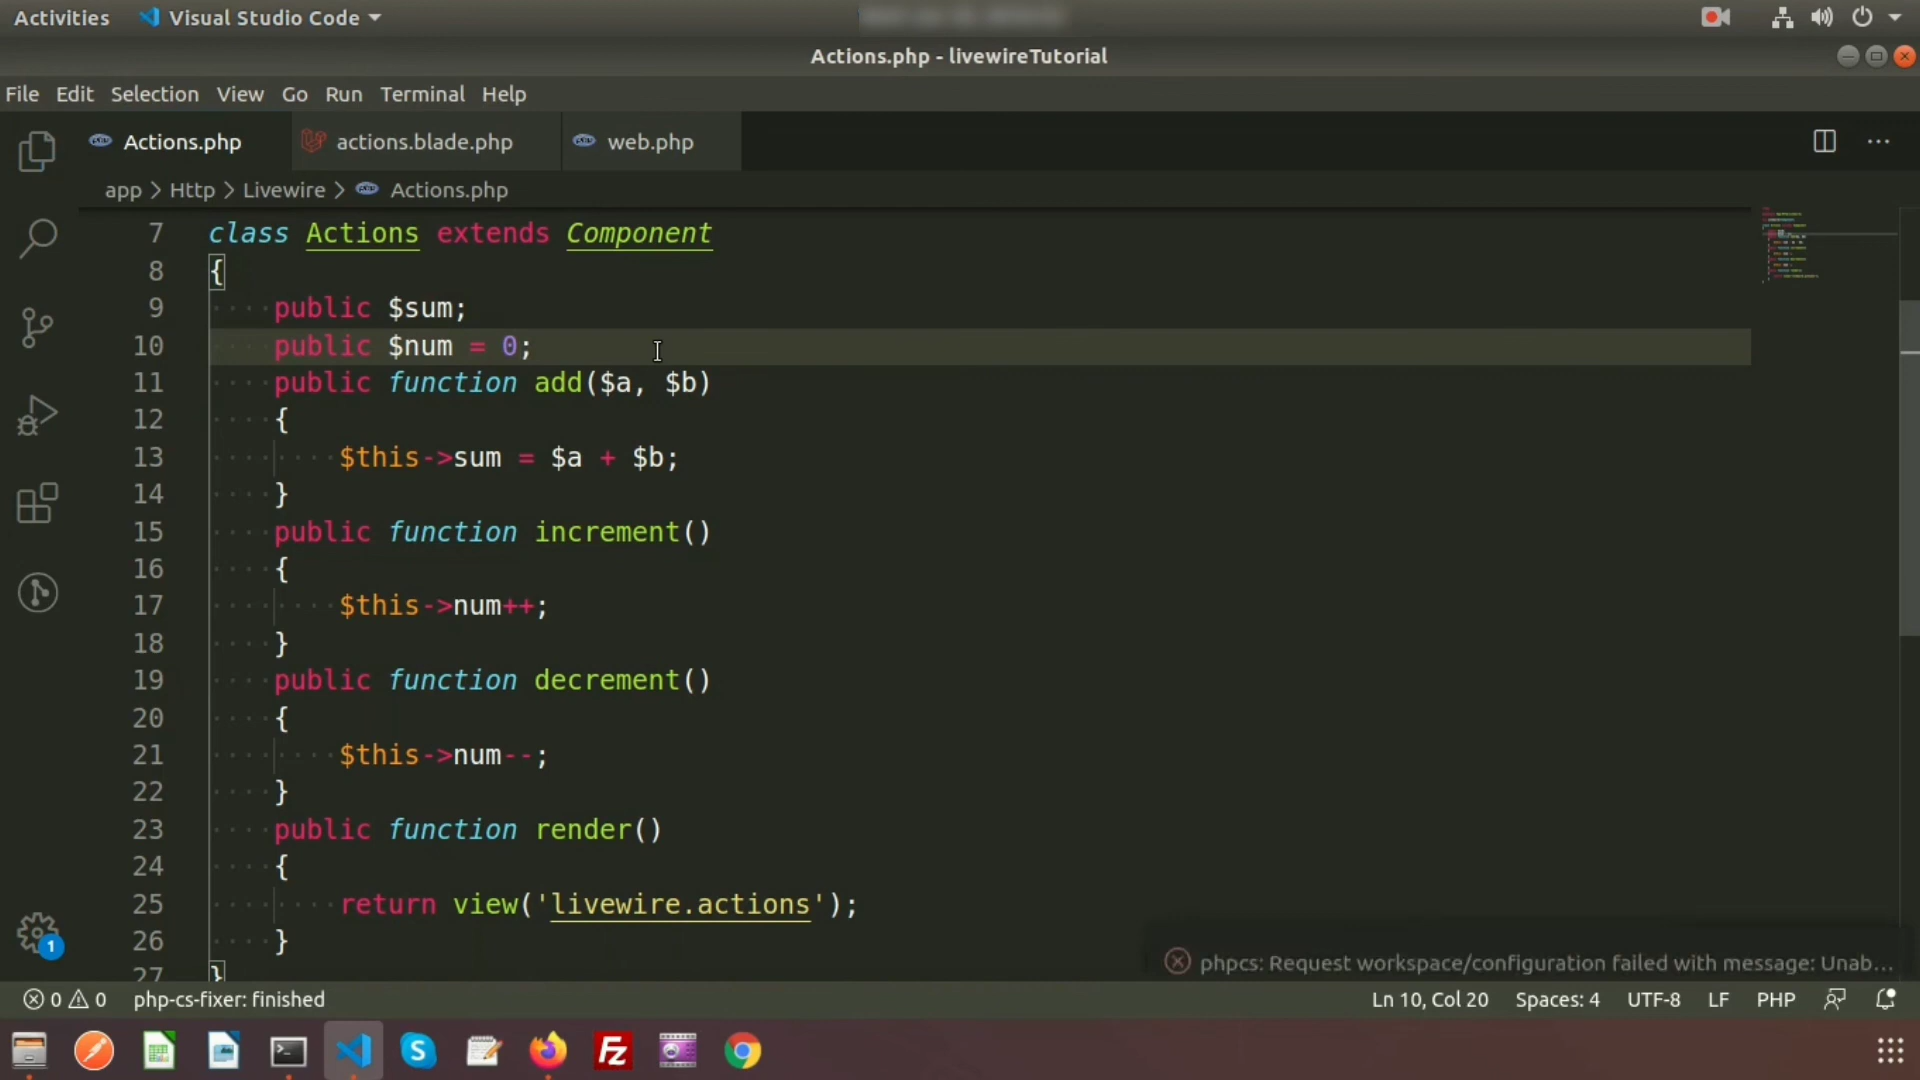 Activities Visual Studio Code
Actions.php - livewireTutorial
File Edit Selection View Go Run Terminal Help
Actions.php actions.blade.php web.php
app > Http > Livewire > Actions.php
7 class Actions extends Component
8 {
9 public $sum;
10 public $num = 0;
11 public function add($a, $b)
12 {
13 $this->sum = $a + $b;
14 }
15 public function increment()
16 {
17 $this->num++;
18 }
19 public function decrement()
20 {
21 $this->num--;
22 }
23 public function render()
24 {
25 return view('livewire.actions');
26 }
27 }
phpcs: Request workspace/configuration failed with message: Unab...
1
0 0 php-cs-fixer: finished Ln 10, Col 20 Spaces: 4 UTF-8 LF PHP
S Fz